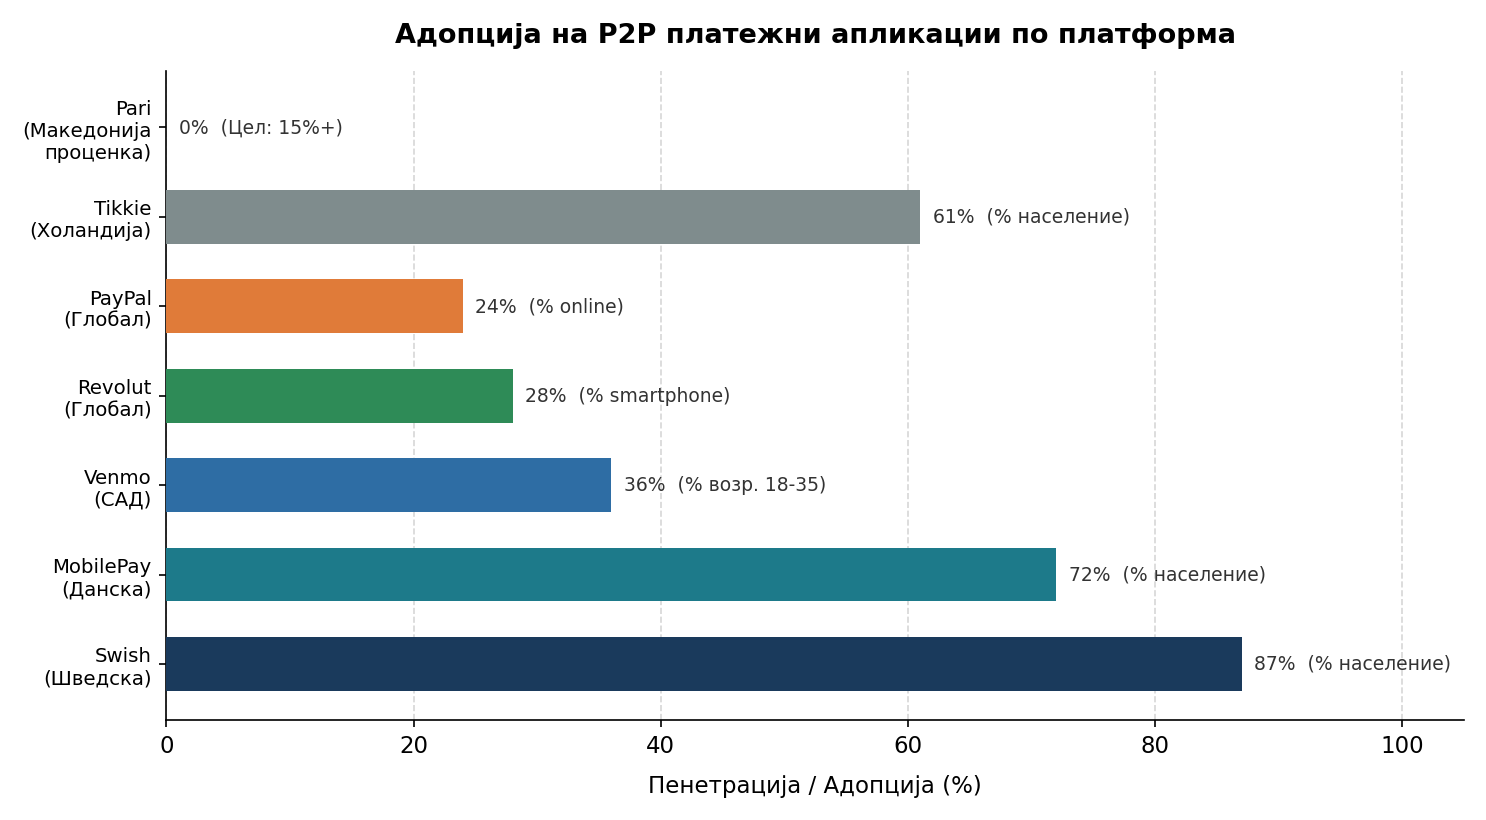 Адопција на P2P платежни апликации по платформа
Pari
(Македонија
проценка)
0%  (Цел: 15%+)
Tikkie
(Холандија)
61%  (% население)
PayPal
(Глобал)
24%  (% online)
Revolut
(Глобал)
28%  (% smartphone)
Venmo
(САД)
36%  (% возр. 18-35)
MobilePay
(Данска)
72%  (% население)
Swish
(Шведска)
87%  (% население)
0 20 40 60 80 100
Пенетрација / Адопција (%)